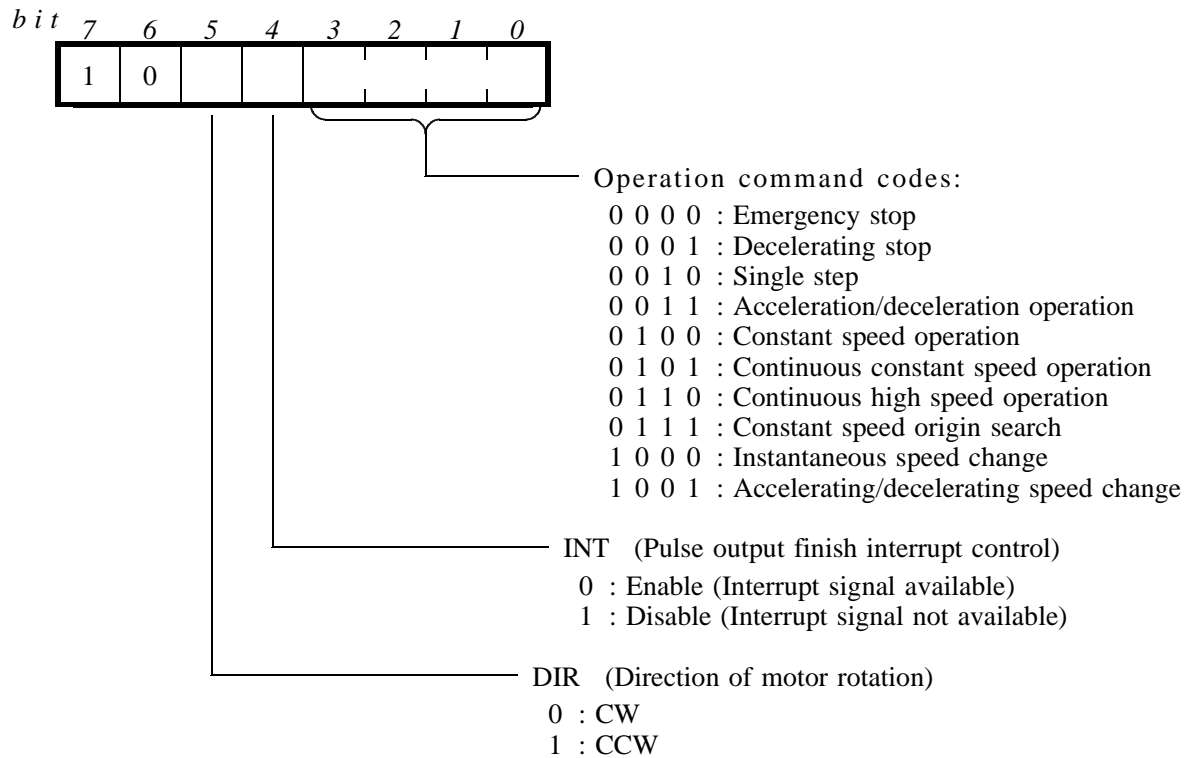 bit 7 6 5 4 3 2 1 0
1 0
Operation command codes:
0 0 0 0 : Emergency stop
0 0 0 1 : Decelerating stop
0 0 1 0 : Single step
0 0 1 1 : Acceleration/deceleration operation
0 1 0 0 : Constant speed operation
0 1 0 1 : Continuous constant speed operation
0 1 1 0 : Continuous high speed operation
0 1 1 1 : Constant speed origin search
1 0 0 0 : Instantaneous speed change
1 0 0 1 : Accelerating/decelerating speed change
INT (Pulse output finish interrupt control)
0 : Enable (Interrupt signal available)
1 : Disable (Interrupt signal not available)
DIR (Direction of motor rotation)
0 : CW
1 : CCW